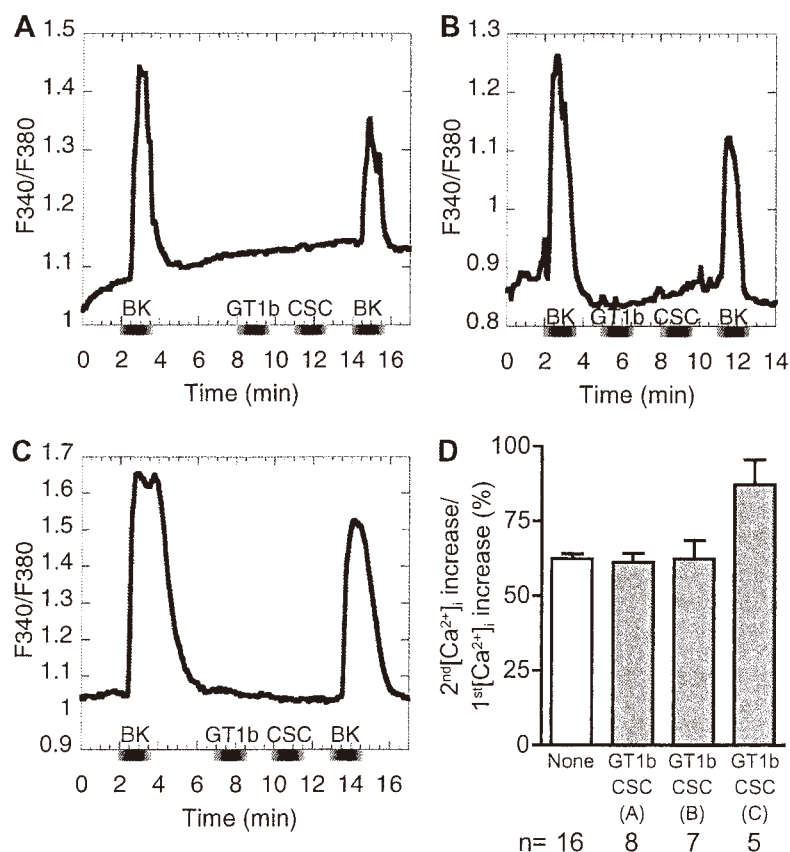 A
1.5
1.4
1.3
1.2
1.1
1
F340/F380
BK
GT1b
CSC
BK
0 2 4 6 8 10 12 14 16
Time (min)
B
1.3
1.2
1.1
1
0.9
0.8
F340/F380
BK
GT1b
CSC
BK
0 2 4 6 8 10 12 14
Time (min)
C
1.7
1.6
1.5
1.4
1.3
1.2
1.1
1
0.9
F340/F380
BK
GT1b
CSC
BK
0 2 4 6 8 10 12 14 16
Time (min)
D
100
75
50
25
0
2nd[Ca2+]i increase/
1st[Ca2+]i increase (%)
None
GT1b
CSC
(A)
GT1b
CSC
(B)
GT1b
CSC
(C)
n= 16 8 7 5